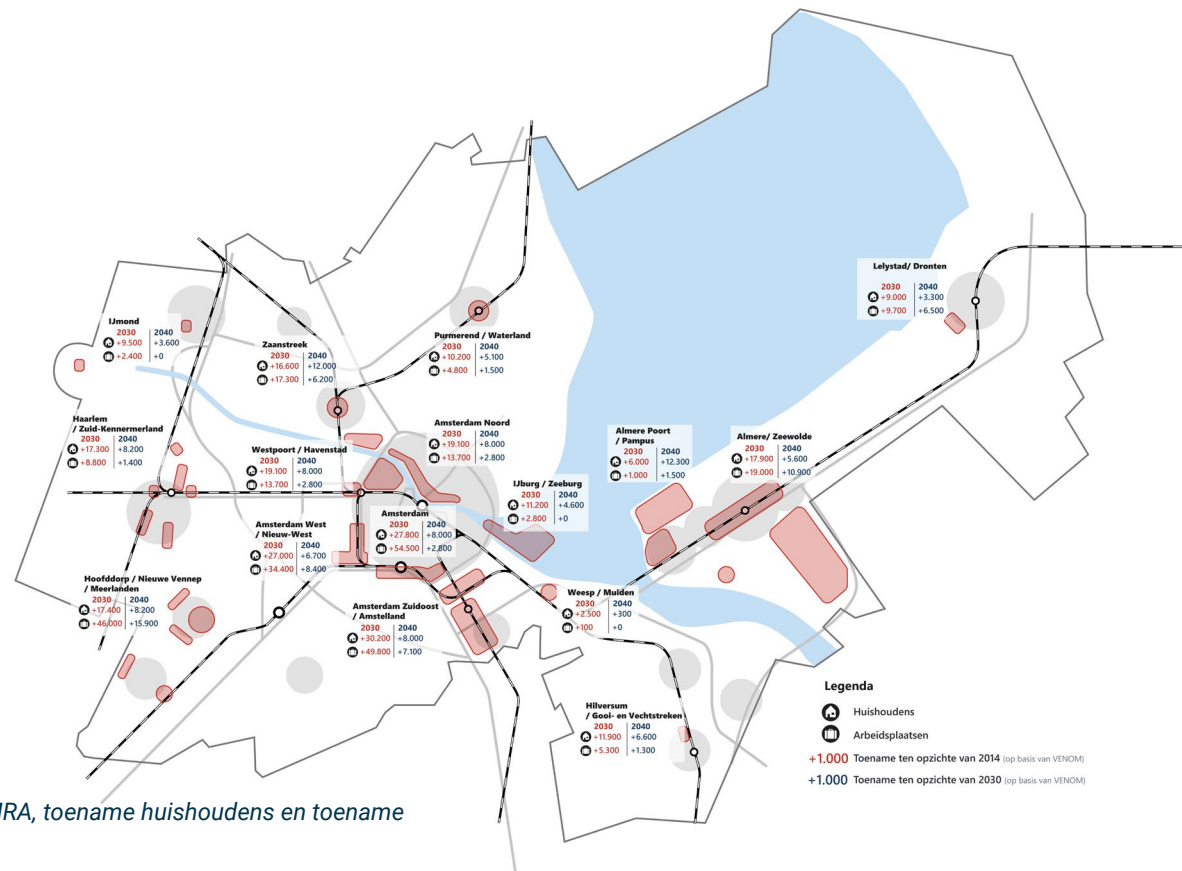 Lelystad/ Dronten
2030 2040
+9.000 +3.300
+9.700 +6.500
IJmond
2030 2040
+9.500 +3.600
+2.400 +0
Purmerend / Waterland
2030 2040
+10.200 +5.100
+4.800 +1.500
Zaanstreek
2030 2040
+16.600 +12.000
+17.300 +6.200
Haarlem
/ Zuid-Kennermerland
2030 2040
+17.300 +8.200
+8.800 +1.400
Amsterdam Noord
2030 2040
+19.100 +8.000
+13.700 +2.800
Almere Poort
/ Pampus
2030 2040
+6.000 +12.300
+1.000 +1.500
Almere/ Zeewolde
2030 2040
+17.900 +5.600
+19.000 +10.900
Westpoort / Havenstad
2030 2040
+19.100 +8.000
+13.700 +2.800
IJburg / Zeeburg
2030 2040
+11.200 +4.600
+2.800 +0
Amsterdam
2030 2040
+27.800 +8.000
+54.500 +2.800
Amsterdam West
/ Nieuw-West
2030 2040
+27.000 +6.700
+34.400 +8.400
Hoofddorp / Nieuwe Vennep
/ Meerlanden
2030 2040
+17.400 +8.200
+46.000 +15.900
Amsterdam Zuidoost
/ Amstelland
2030 2040
+30.200 +8.000
+49.800 +7.100
Weesp / Muiden
2030 2040
+2.500 +300
+100 +0
Hilversum
/ Gooi- en Vechtstreken
2030 2040
+11.900 +6.600
+5.300 +1.300
Legenda
Huishoudens
Arbeidsplaatsen
+1.000 Toename ten opzichte van 2014 (op basis van VENOM)
+1.000 Toename ten opzichte van 2030 (op basis van VENOM)
RA, toename huishoudens en toename